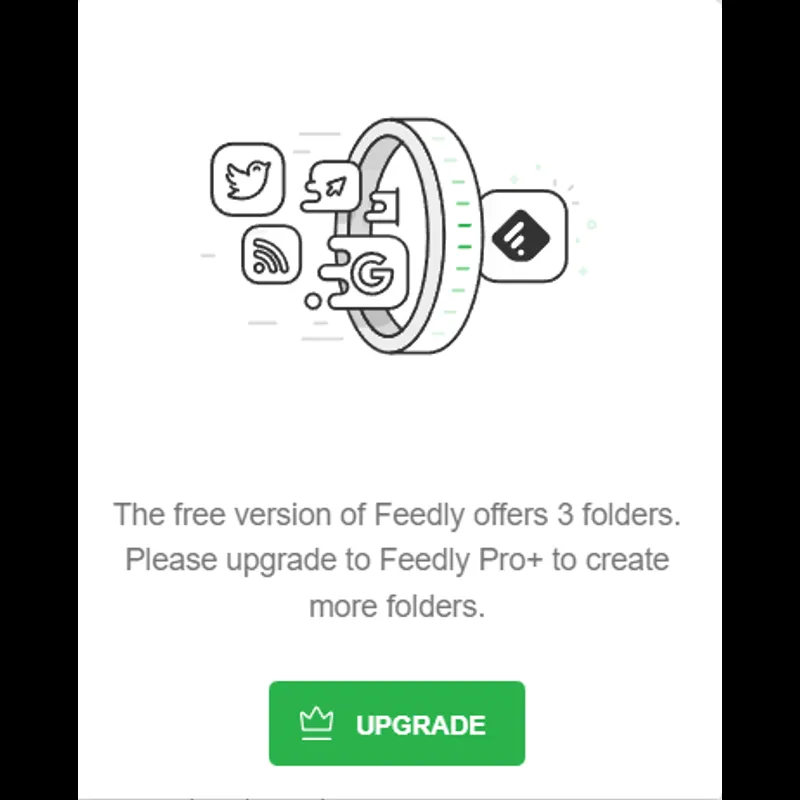 The free version of Feedly offers 3 folders.
Please upgrade to Feedly Pro+ to create
more folders.
UPGRADE